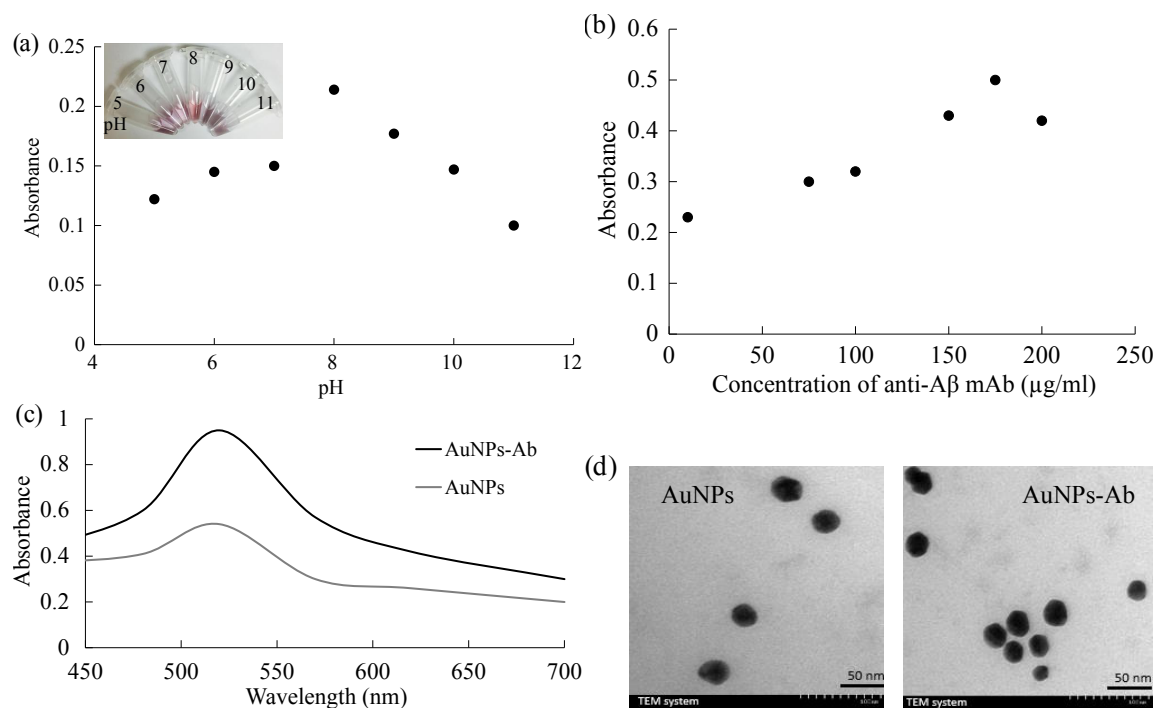 (a)
0.25
0.2
0.15
0.1
0.05
0
Absorbance
5
6
7
8
9
10
11
pH
4
6
8
10
12
pH
(b)
0.6
0.5
0.4
0.3
0.2
0.1
0
Absorbance
0
50
100
150
200
250
Concentration of anti-Aβ mAb (µg/ml)
(c)
1
0.8
0.6
0.4
0.2
0
Absorbance
AuNPs-Ab
AuNPs
450
500
550
600
650
700
Wavelength (nm)
(d)
AuNPs
50 nm
TEM system
AuNPs-Ab
50 nm
TEM system